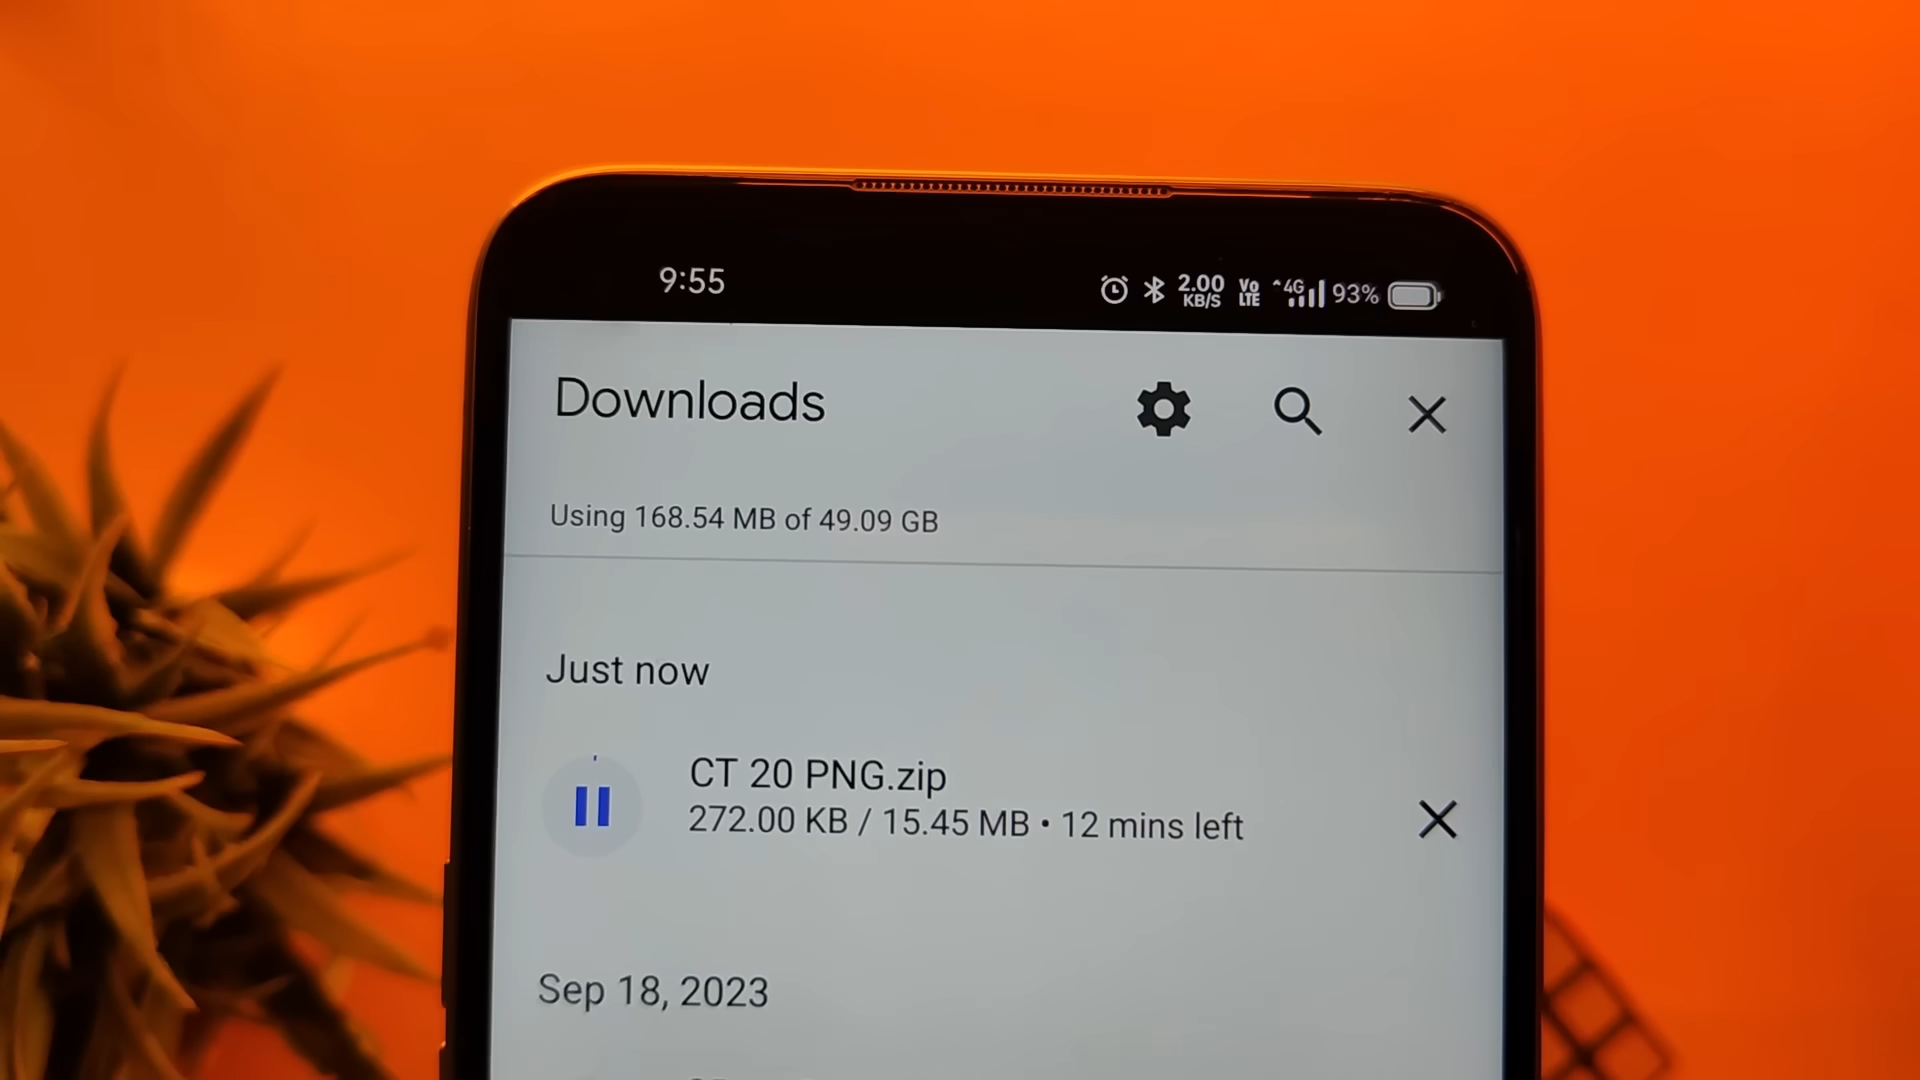 9:55
2.00 KB/S Vo LTE 4G 93%
Downloads
Using 168.54 MB of 49.09 GB
Just now
CT 20 PNG.zip
272.00 KB / 15.45 MB • 12 mins left
Sep 18, 2023